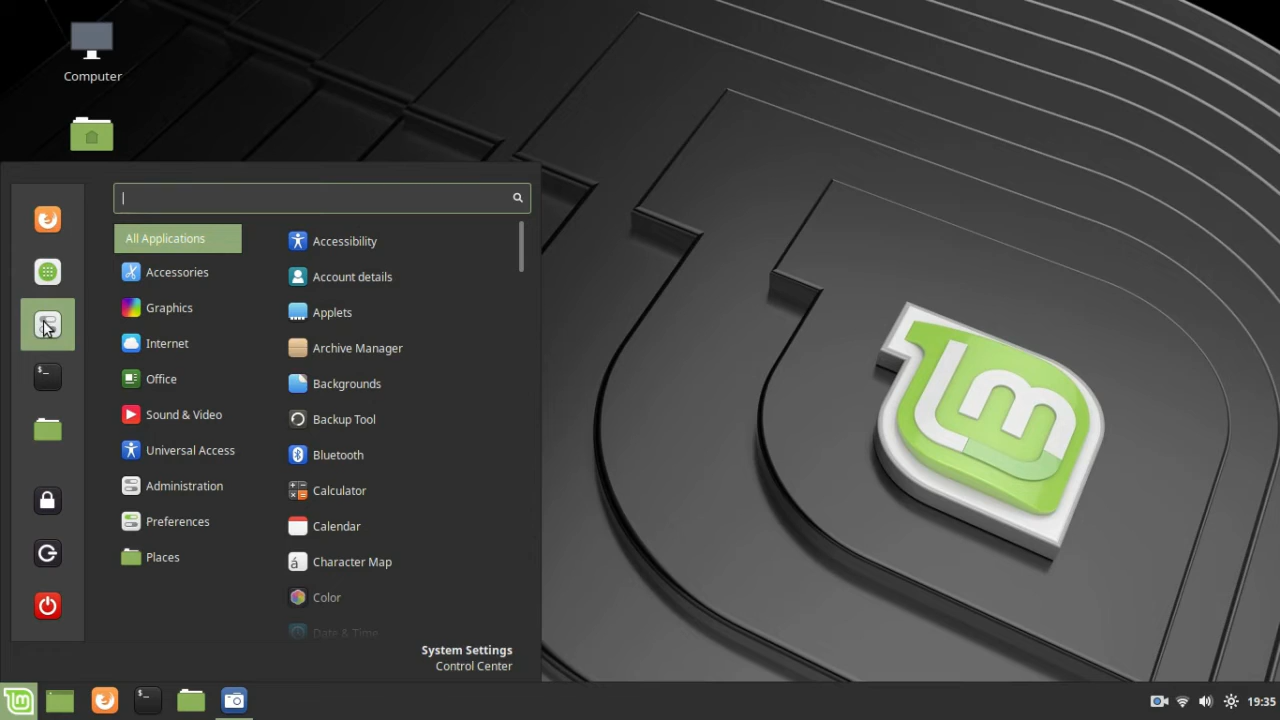 Computer
All Applications
Accessories
Graphics
Internet
Office
Sound & Video
Universal Access
Administration
Preferences
Places
Accessibility
Account details
Applets
Archive Manager
Backgrounds
Backup Tool
Bluetooth
Calculator
Calendar
Character Map
Color
Date & Time
System Settings
Control Center
19:35